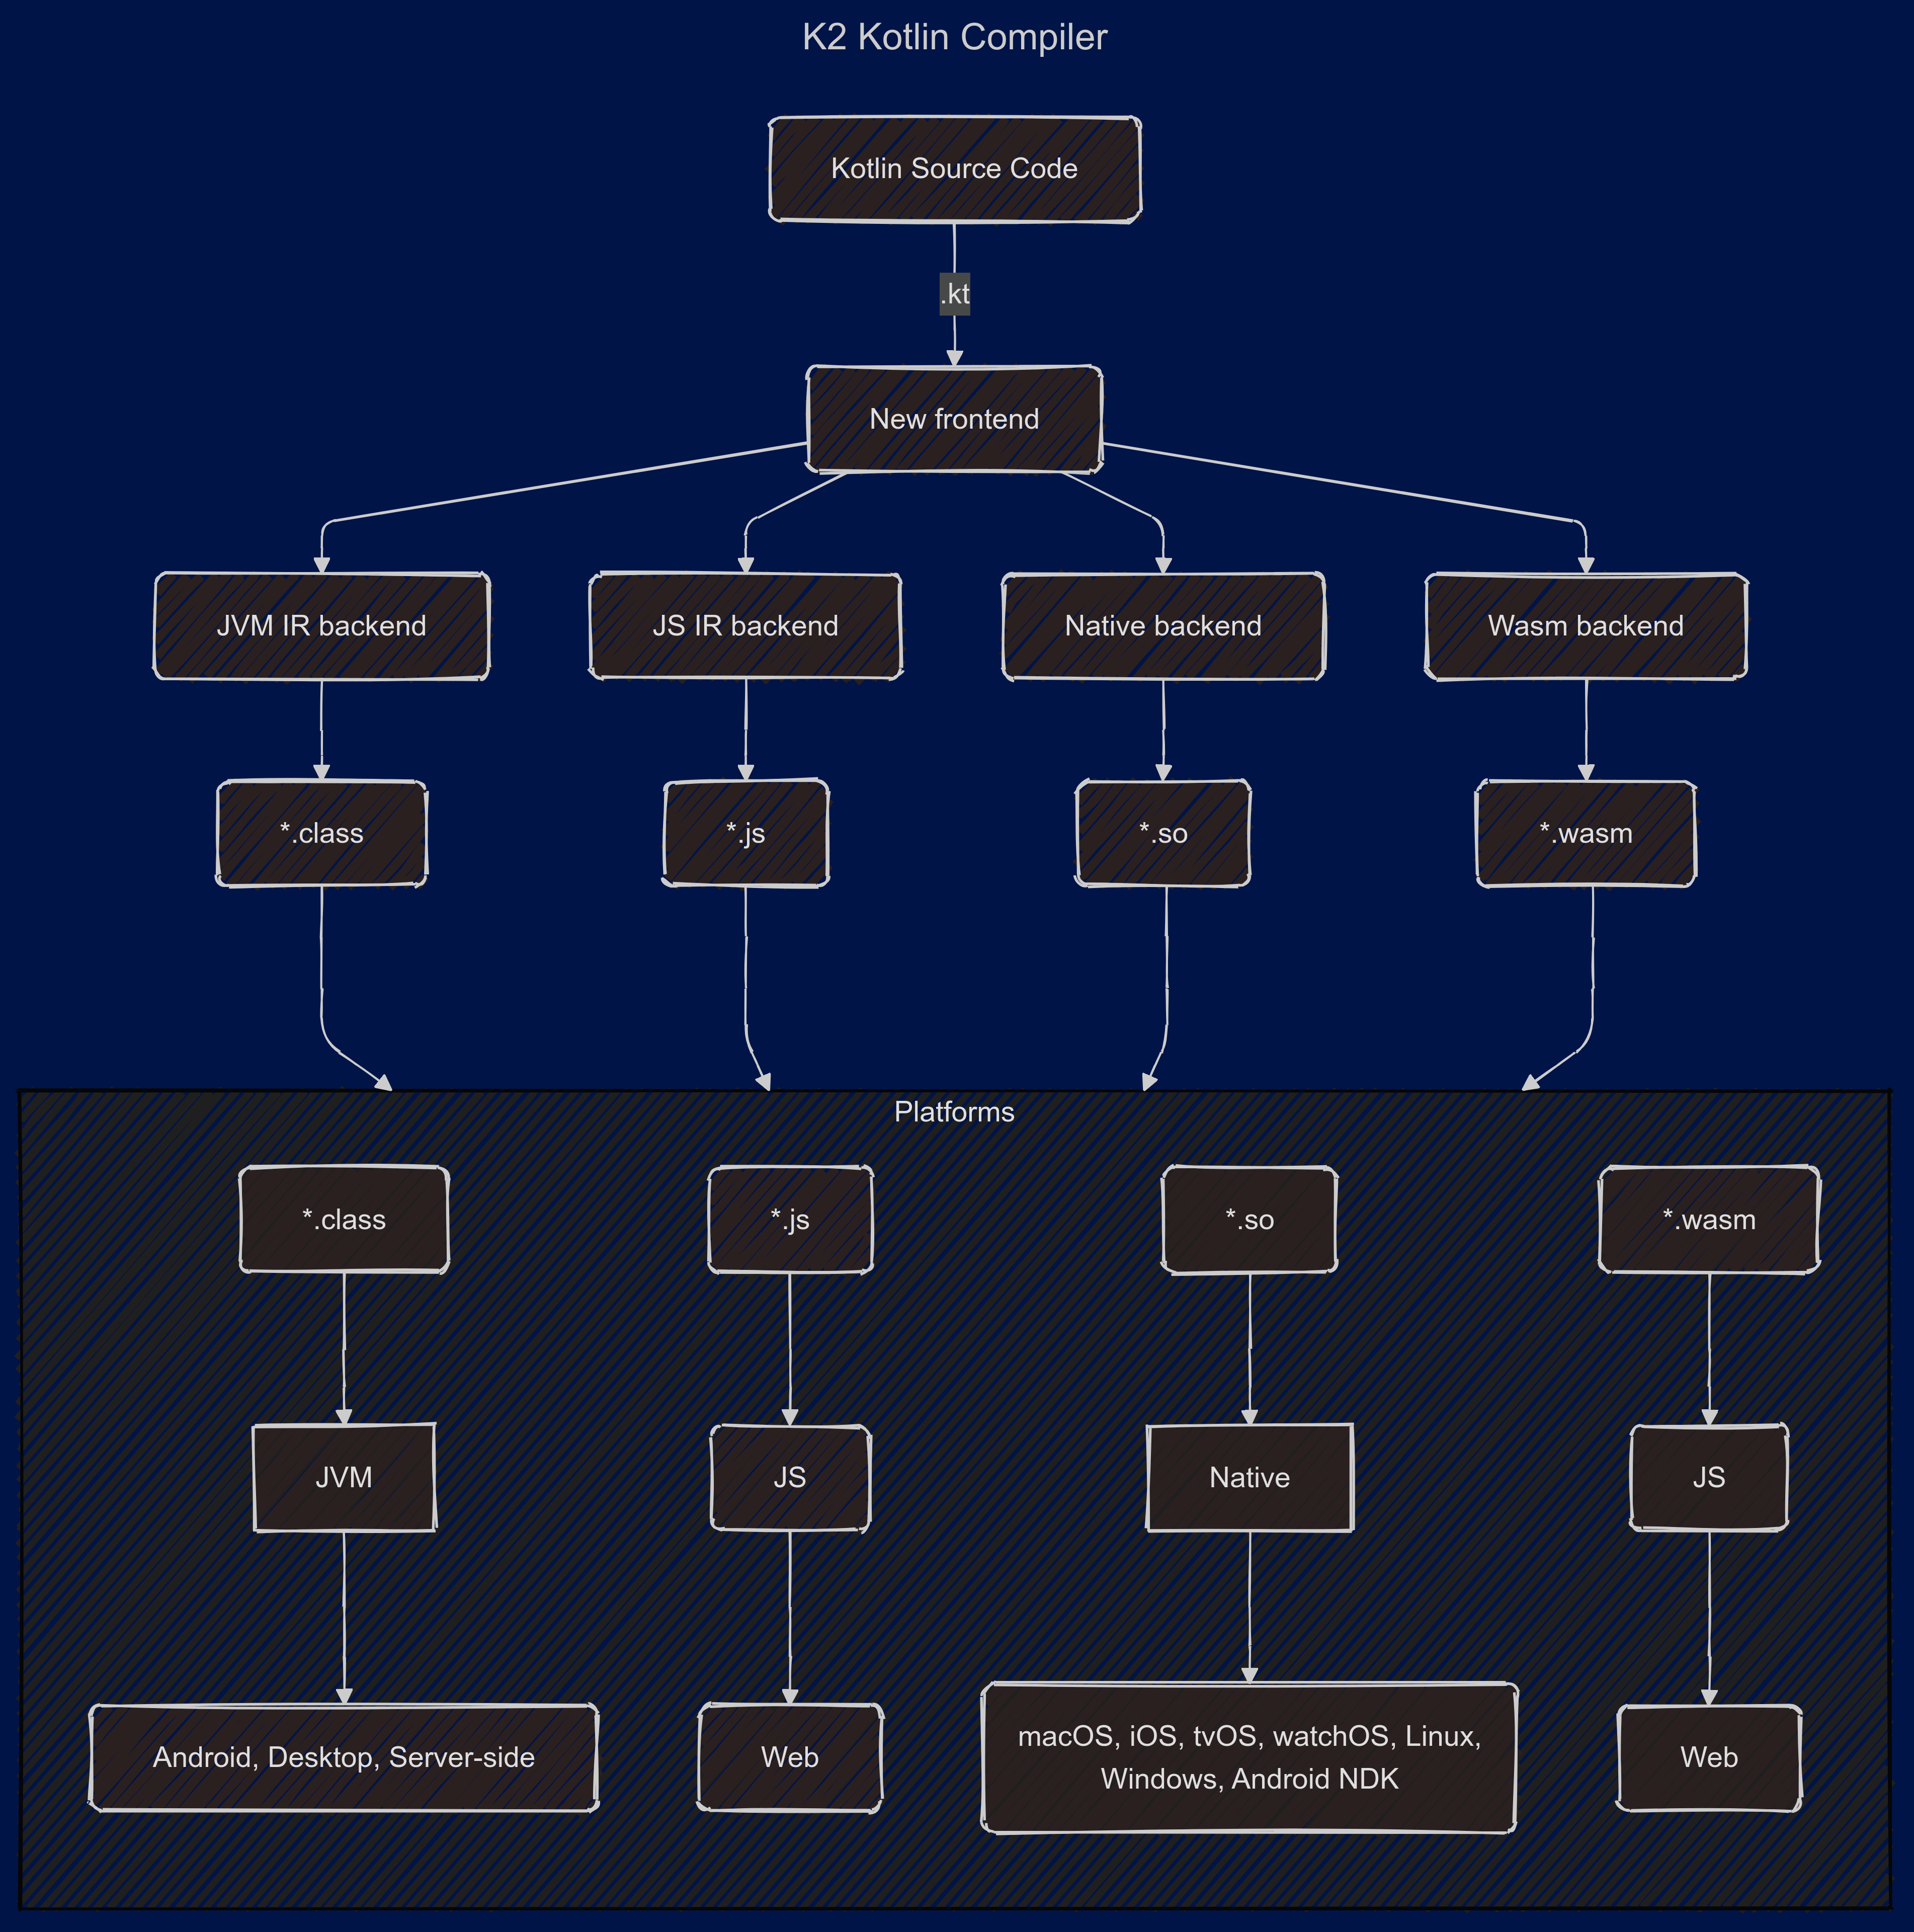 K2 Kotlin Compiler
Kotlin Source Code
.kt
New frontend
JVM IR backend
JS IR backend
Native backend
Wasm backend
*.class
*.js
*.so
*.wasm
Platforms
*.class
*.js
*.so
*.wasm
JVM
JS
Native
JS
Android, Desktop, Server-side
Web
macOS, iOS, tvOS, watchOS, Linux,
Windows, Android NDK
Web